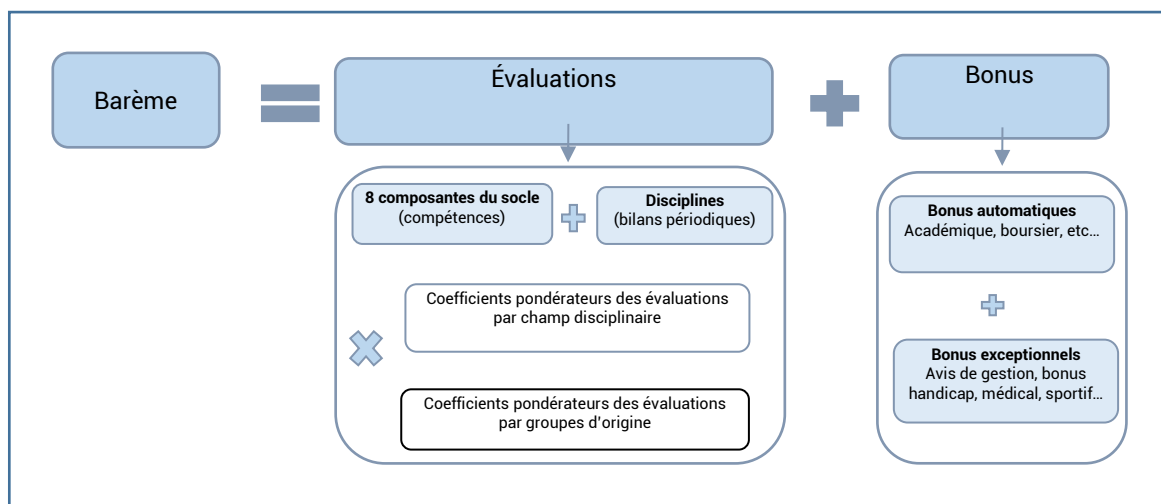 Barème
Évaluations
Bonus
8 composantes du socle
(compétences)
Disciplines
(bilans périodiques)
Coefficients pondérateurs des évaluations
par champ disciplinaire
Coefficients pondérateurs des évaluations
par groupes d'origine
Bonus automatiques
Académique, boursier, etc…
Bonus exceptionnels
Avis de gestion, bonus
handicap, médical, sportif…